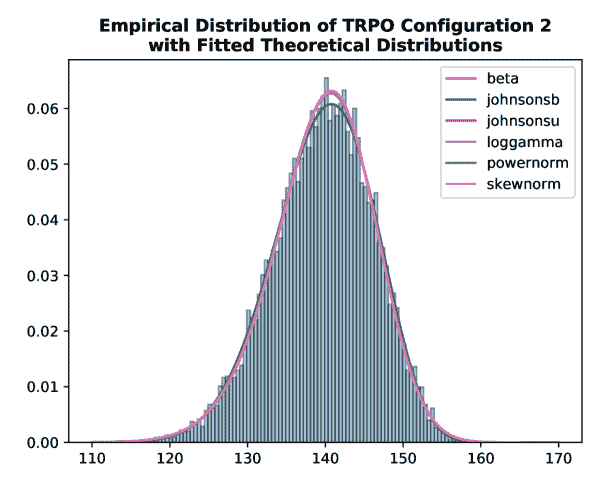 Empirical Distribution of TRPO Configuration 2
with Fitted Theoretical Distributions
beta
johnsonsb
johnsonsu
loggamma
powernorm
skewnorm
0.06
0.05
0.04
0.03
0.02
0.01
0.00
110 120 130 140 150 160 170